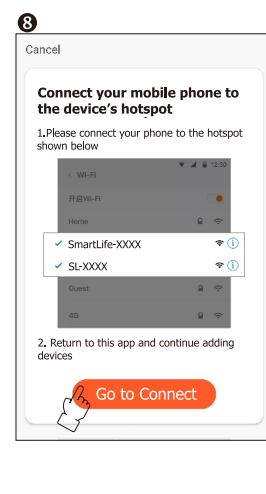 8
Cancel
Connect your mobile phone to
the device's hotspot
1.Please connect your phone to the hotspot
shown below
12:30
< Wi-Fi
开启Wi-Fi
Home
SmartLife-XXXX
SL-XXXX
Guest
4G
2. Return to this app and continue adding
devices
Go to Connect